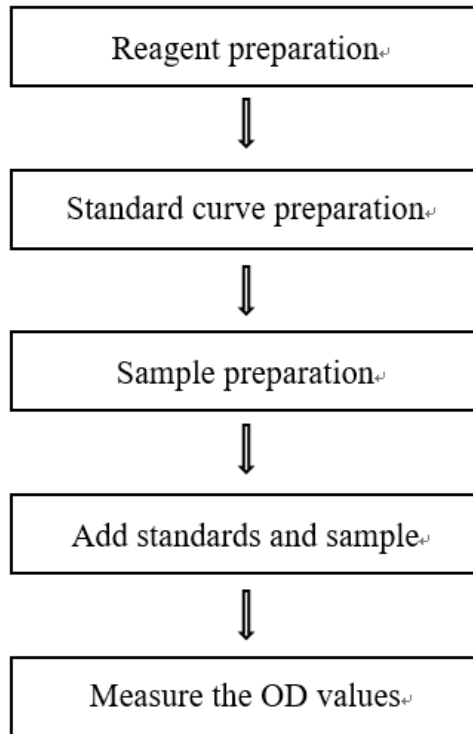 Reagent preparation
Standard curve preparation
Sample preparation
Add standards and sample
Measure the OD values